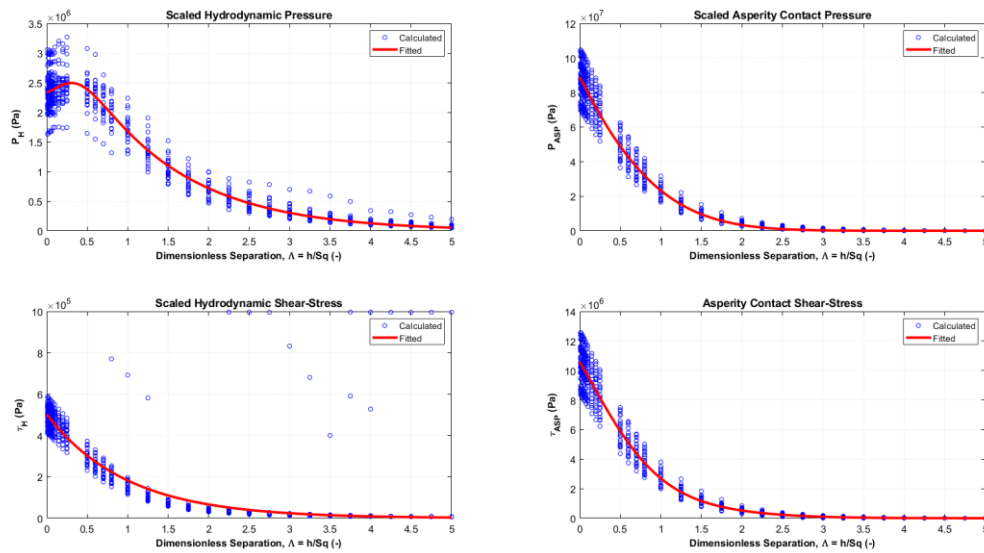 Scaled Hydrodynamic Pressure
×10⁶
3.5
3
2.5
2
1.5
1
0.5
0
P_H (Pa)
Calculated
Fitted
0 0.5 1 1.5 2 2.5 3 3.5 4 4.5 5
Dimensionless Separation, Λ = h/Sq (-)
Scaled Asperity Contact Pressure
×10⁷
12
10
8
6
4
2
0
P_ASP (Pa)
Calculated
Fitted
0 0.5 1 1.5 2 2.5 3 3.5 4 4.5 5
Dimensionless Separation, Λ = h/Sq (-)
Scaled Hydrodynamic Shear-Stress
×10⁵
10
8
6
4
2
0
τ_H (Pa)
Calculated
Fitted
0 0.5 1 1.5 2 2.5 3 3.5 4 4.5 5
Dimensionless Separation, Λ = h/Sq (-)
Asperity Contact Shear-Stress
×10⁶
14
12
10
8
6
4
2
0
τ_ASP (Pa)
Calculated
Fitted
0 0.5 1 1.5 2 2.5 3 3.5 4 4.5 5
Dimensionless Separation, Λ = h/Sq (-)